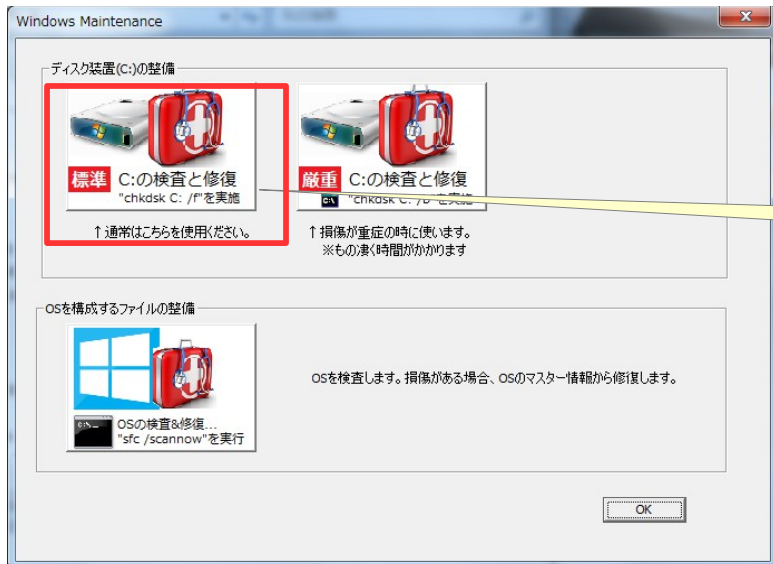 Windows Maintenance
ディスク装置(C:)の整備
標準 C:の検査と修復
"chkdsk C: /f"を実施
厳重 C:の検査と修復
"chkdsk C: /b"を実施
↑通常はこちらを使用ください。
↑損傷が重症の時に使います。
※もの凄く時間がかかります
OSを構成するファイルの整備
OSの検査&修復...
"sfc /scannow"を実行
OSを検査します。損傷がある場合、OSのマスター情報から修復します。
OK